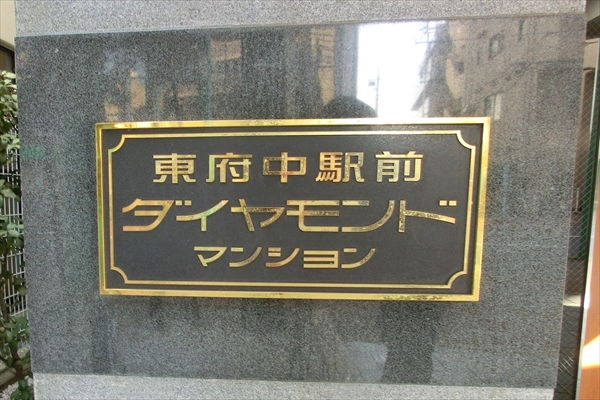 東府中駅前
ダイヤモンド
マンション